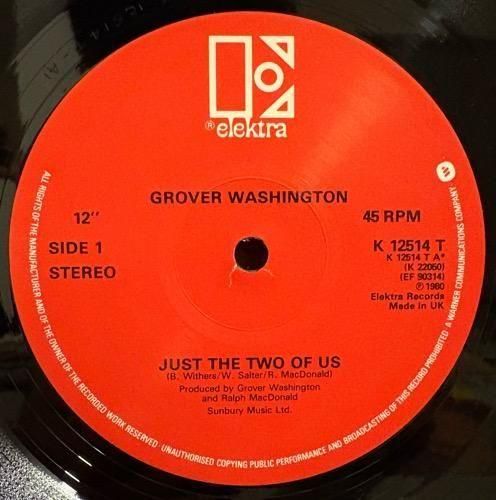 ® elektra
GROVER WASHINGTON
12"
45 RPM
SIDE 1
STEREO
K 12514 T
K 12514 T A*
(K 22050)
(EF 90314)
℗ 1980
Elektra Records
Made in UK
JUST THE TWO OF US
(B. Withers/W. Salter/R. MacDonald)
Produced by Grover Washington
and Ralph MacDonald
Sunbury Music Ltd.
ALL RIGHTS OF THE MANUFACTURER AND OF THE OWNER OF THE RECORDED WORK RESERVED · UNAUTHORISED COPYING PUBLIC PERFORMANCE AND BROADCASTING OF THIS RECORD PROHIBITED · A WARNER COMMUNICATIONS COMPANY.